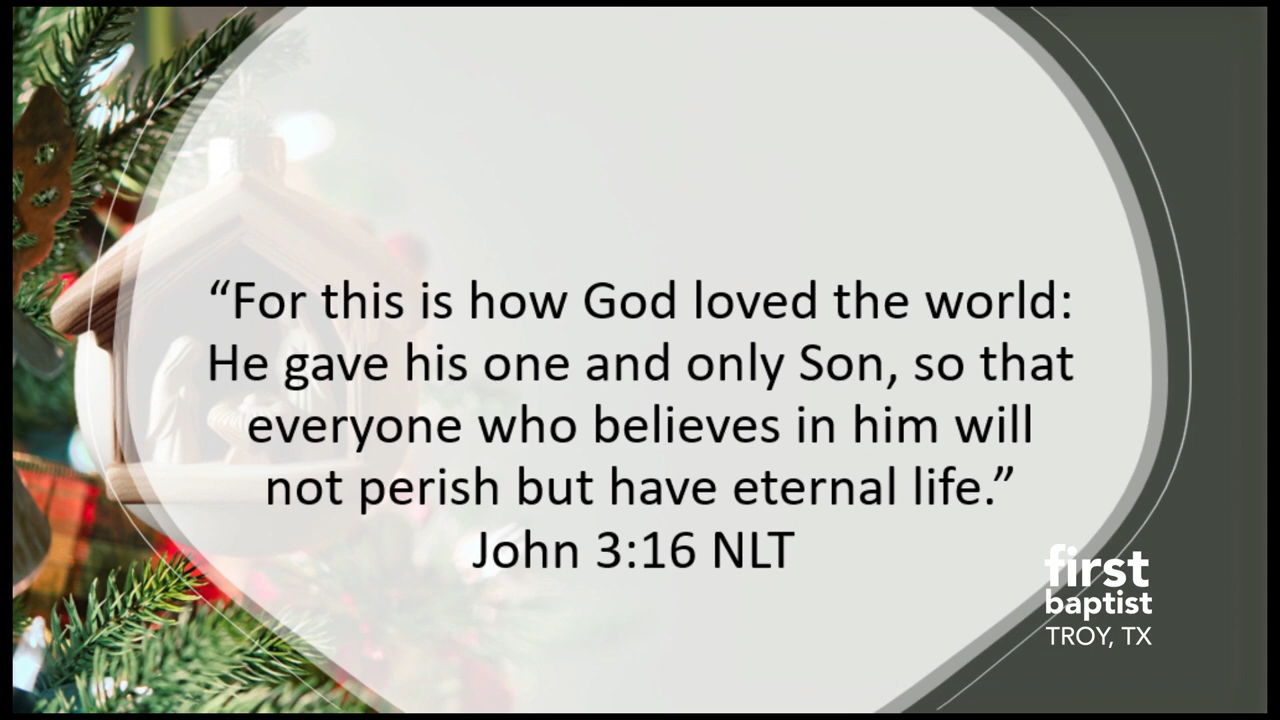 “For this is how God loved the world:
He gave his one and only Son, so that
everyone who believes in him will
not perish but have eternal life.”
John 3:16 NLT
first
baptist
TROY, TX